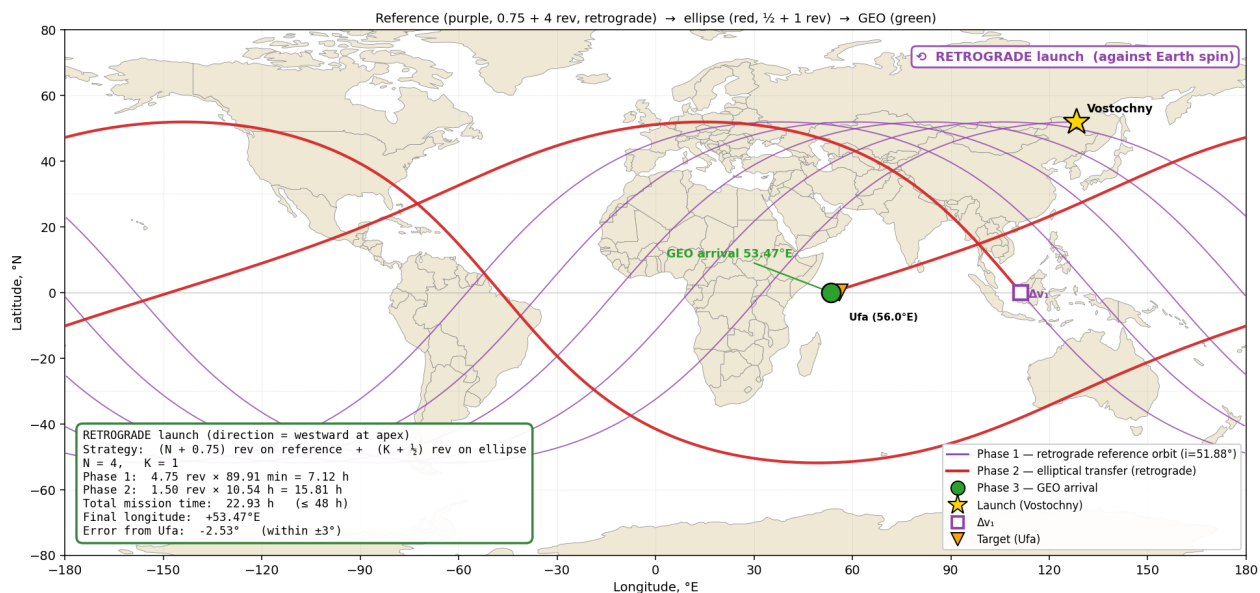 Reference (purple, 0.75 + 4 rev, retrograde) → ellipse (red, ½ + 1 rev) → GEO (green)
80
60
40
20
0
−20
−40
−60
−80
Latitude, °N
⟲ RETROGRADE launch (against Earth spin)
Vostochny
GEO arrival 53.47°E
Δv₁
Ufa (56.0°E)
RETROGRADE launch (direction = westward at apex)
Strategy: (N + 0.75) rev on reference + (K + ½) rev on ellipse
N = 4, K = 1
Phase 1: 4.75 rev × 89.91 min = 7.12 h
Phase 2: 1.50 rev × 10.54 h = 15.81 h
Total mission time: 22.93 h (≤ 48 h)
Final longitude: +53.47°E
Error from Ufa: -2.53° (within ±3°)
Phase 1 — retrograde reference orbit (i=51.88°)
Phase 2 — elliptical transfer (retrograde)
Phase 3 — GEO arrival
Launch (Vostochny)
Δv₁
Target (Ufa)
−180 −150 −120 −90 −60 −30 0 30 60 90 120 150 180
Longitude, °E